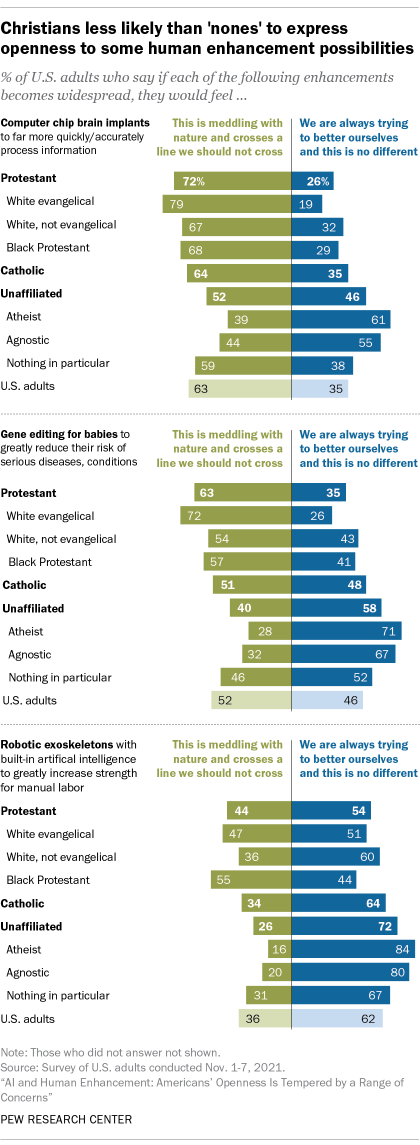 Christians less likely than 'nones' to express
openness to some human enhancement possibilities
% of U.S. adults who say if each of the following enhancements
becomes widespread, they would feel ...
Computer chip brain implants
to far more quickly/accurately
process information
This is meddling with
nature and crosses a
line we should not cross
We are always trying
to better ourselves
and this is no different
Protestant 72% 26%
White evangelical 79 19
White, not evangelical 67 32
Black Protestant 68 29
Catholic 64 35
Unaffiliated 52 46
Atheist 39 61
Agnostic 44 55
Nothing in particular 59 38
U.S. adults 63 35
Gene editing for babies to
greatly reduce their risk of
serious diseases, conditions
This is meddling with
nature and crosses a
line we should not cross
We are always trying
to better ourselves
and this is no different
Protestant 63 35
White evangelical 72 26
White, not evangelical 54 43
Black Protestant 57 41
Catholic 51 48
Unaffiliated 40 58
Atheist 28 71
Agnostic 32 67
Nothing in particular 46 52
U.S. adults 52 46
Robotic exoskeletons with
built-in artifical intelligence
to greatly increase strength
for manual labor
This is meddling with
nature and crosses a
line we should not cross
We are always trying
to better ourselves
and this is no different
Protestant 44 54
White evangelical 47 51
White, not evangelical 36 60
Black Protestant 55 44
Catholic 34 64
Unaffiliated 26 72
Atheist 16 84
Agnostic 20 80
Nothing in particular 31 67
U.S. adults 36 62
Note: Those who did not answer not shown.
Source: Survey of U.S. adults conducted Nov. 1-7, 2021.
"AI and Human Enhancement: Americans' Openness Is Tempered by a Range of
Concerns"
PEW RESEARCH CENTER